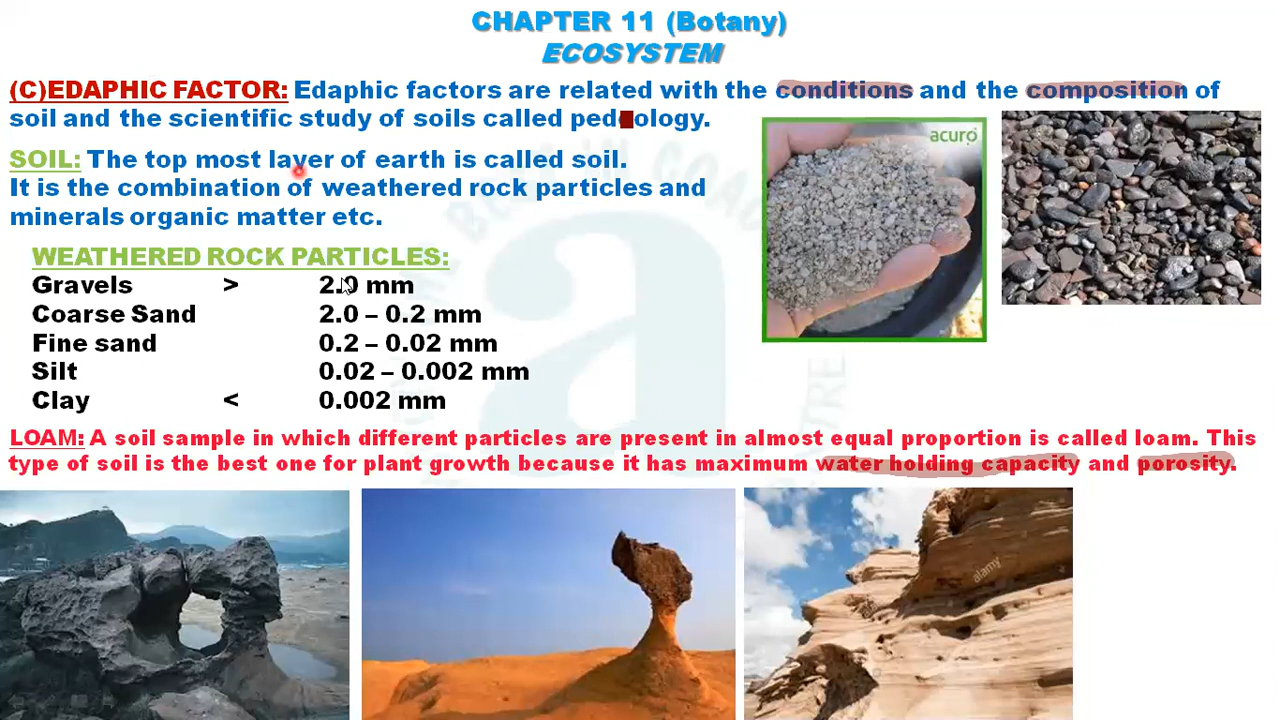 CHAPTER 11 (Botany)
ECOSYSTEM
(C)EDAPHIC FACTOR: Edaphic factors are related with the conditions and the composition of
soil and the scientific study of soils called pedology.
acuro
SOIL: The top most layer of earth is called soil.
It is the combination of weathered rock particles and
minerals organic matter etc.
WEATHERED ROCK PARTICLES:
Gravels > 2.0 mm
Coarse Sand 2.0 – 0.2 mm
Fine sand 0.2 – 0.02 mm
Silt 0.02 – 0.002 mm
Clay < 0.002 mm
LOAM: A soil sample in which different particles are present in almost equal proportion is called loam. This
type of soil is the best one for plant growth because it has maximum water holding capacity and porosity.
alamy